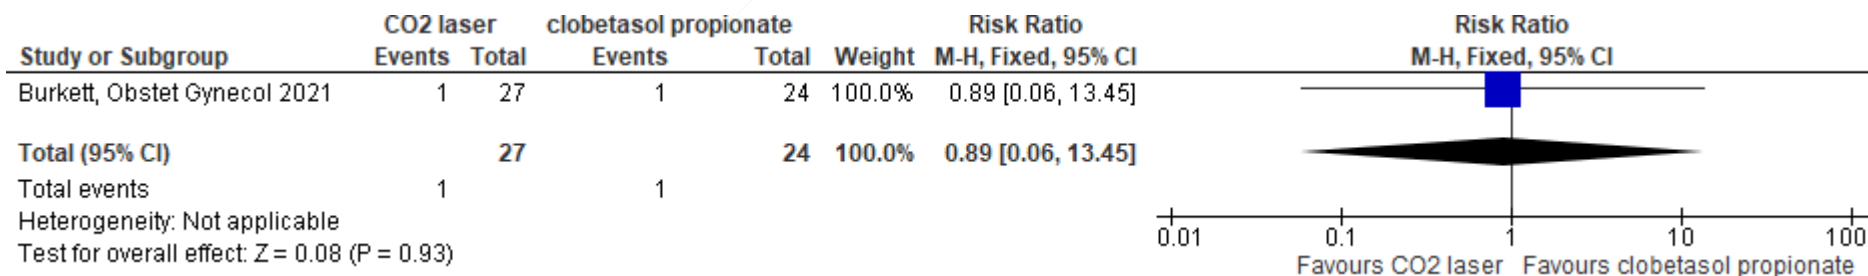 CO2 laser clobetasol propionate Risk Ratio Risk Ratio
Study or Subgroup Events Total Events Total Weight M-H, Fixed, 95% CI M-H, Fixed, 95% CI
Burkett, Obstet Gynecol 2021 1 27 1 24 100.0% 0.89 [0.06, 13.45]
Total (95% CI) 27 24 100.0% 0.89 [0.06, 13.45]
Total events 1 1
Heterogeneity: Not applicable
Test for overall effect: Z = 0.08 (P = 0.93)
0.01 0.1 1 10 100
Favours CO2 laser Favours clobetasol propionate